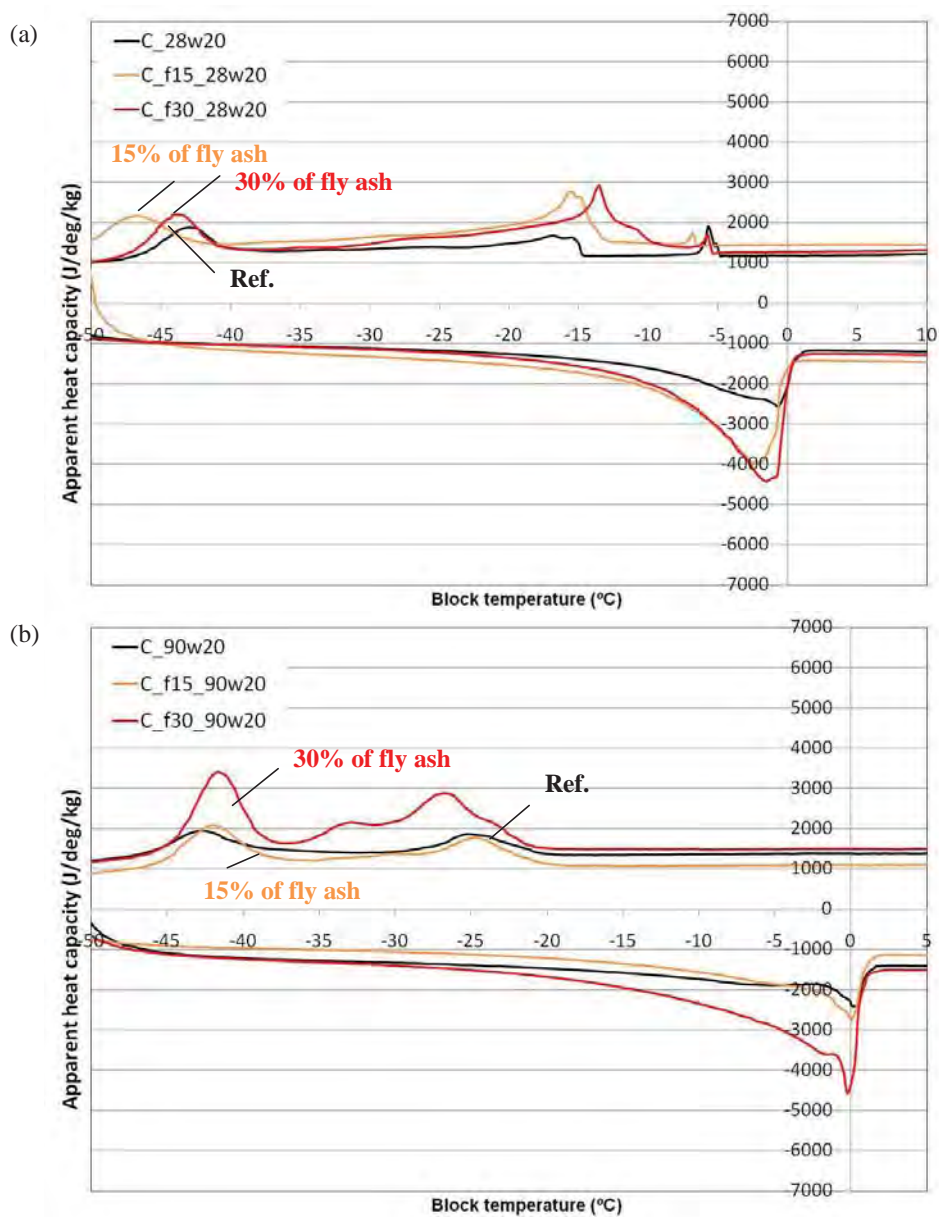 (a)
7000
C_28w20
6000
C_f15_28w20
5000
C_f30_28w20
4000
15% of fly ash
30% of fly ash
3000
2000
Ref.
1000
0
-50 -45 -40 -35 -30 -25 -20 -15 -10 -5 0 5 10
-1000
-2000
-3000
-4000
-5000
-6000
-7000
Apparent heat capacity (J/deg/kg)
Block temperature (ºC)
(b)
7000
C_90w20
6000
C_f15_90w20
5000
C_f30_90w20
4000
30% of fly ash
Ref.
3000
2000
15% of fly ash
1000
0
-50 -45 -40 -35 -30 -25 -20 -15 -10 -5 0 5
-1000
-2000
-3000
-4000
-5000
-6000
-7000
Apparent heat capacity (J/deg/kg)
Block temperature (ºC)